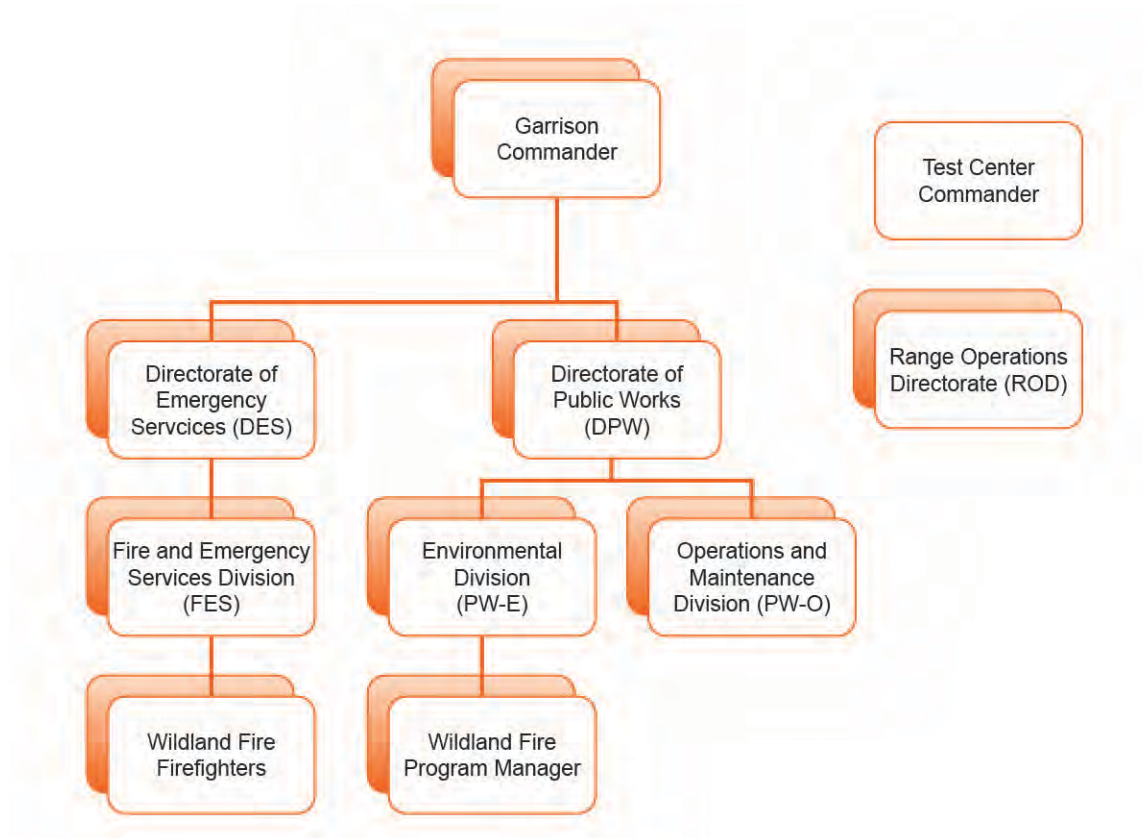 Garrison
Commander
Test Center
Commander
Range Operations
Directorate (ROD)
Directorate of
Emergency
Servcices (DES)
Directorate of
Public Works
(DPW)
Fire and Emergency
Services Division
(FES)
Environmental
Division
(PW-E)
Operations and
Maintenance
Division (PW-O)
Wildland Fire
Firefighters
Wildland Fire
Program Manager